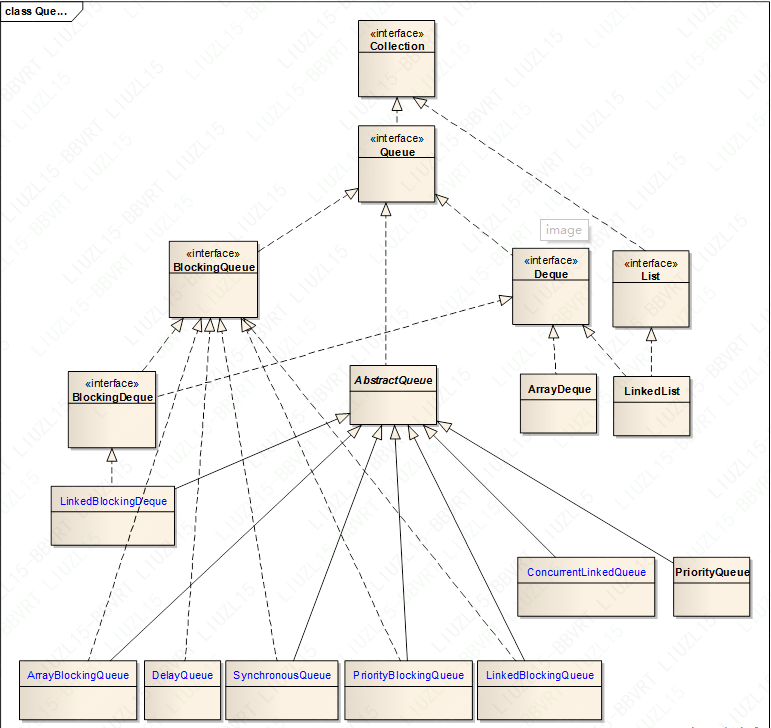 class Que...
«interface»
Collection
«interface»
Queue
image
«interface»
BlockingQueue
«interface»
Deque
«interface»
List
«interface»
BlockingDeque
AbstractQueue
ArrayDeque
LinkedList
LinkedBlockingDeque
ConcurrentLinkedQueue
PriorityQueue
ArrayBlockingQueue
DelayQueue
SynchronousQueue
PriorityBlockingQueue
LinkedBlockingQueue